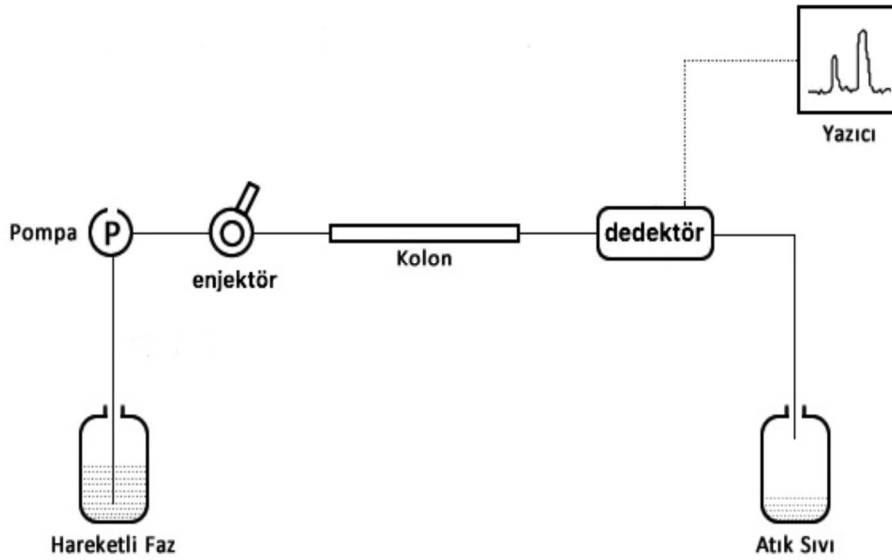 Yazıcı
Pompa
P
enjektör
Kolon
dedektör
Hareketli Faz
Atık Sıvı